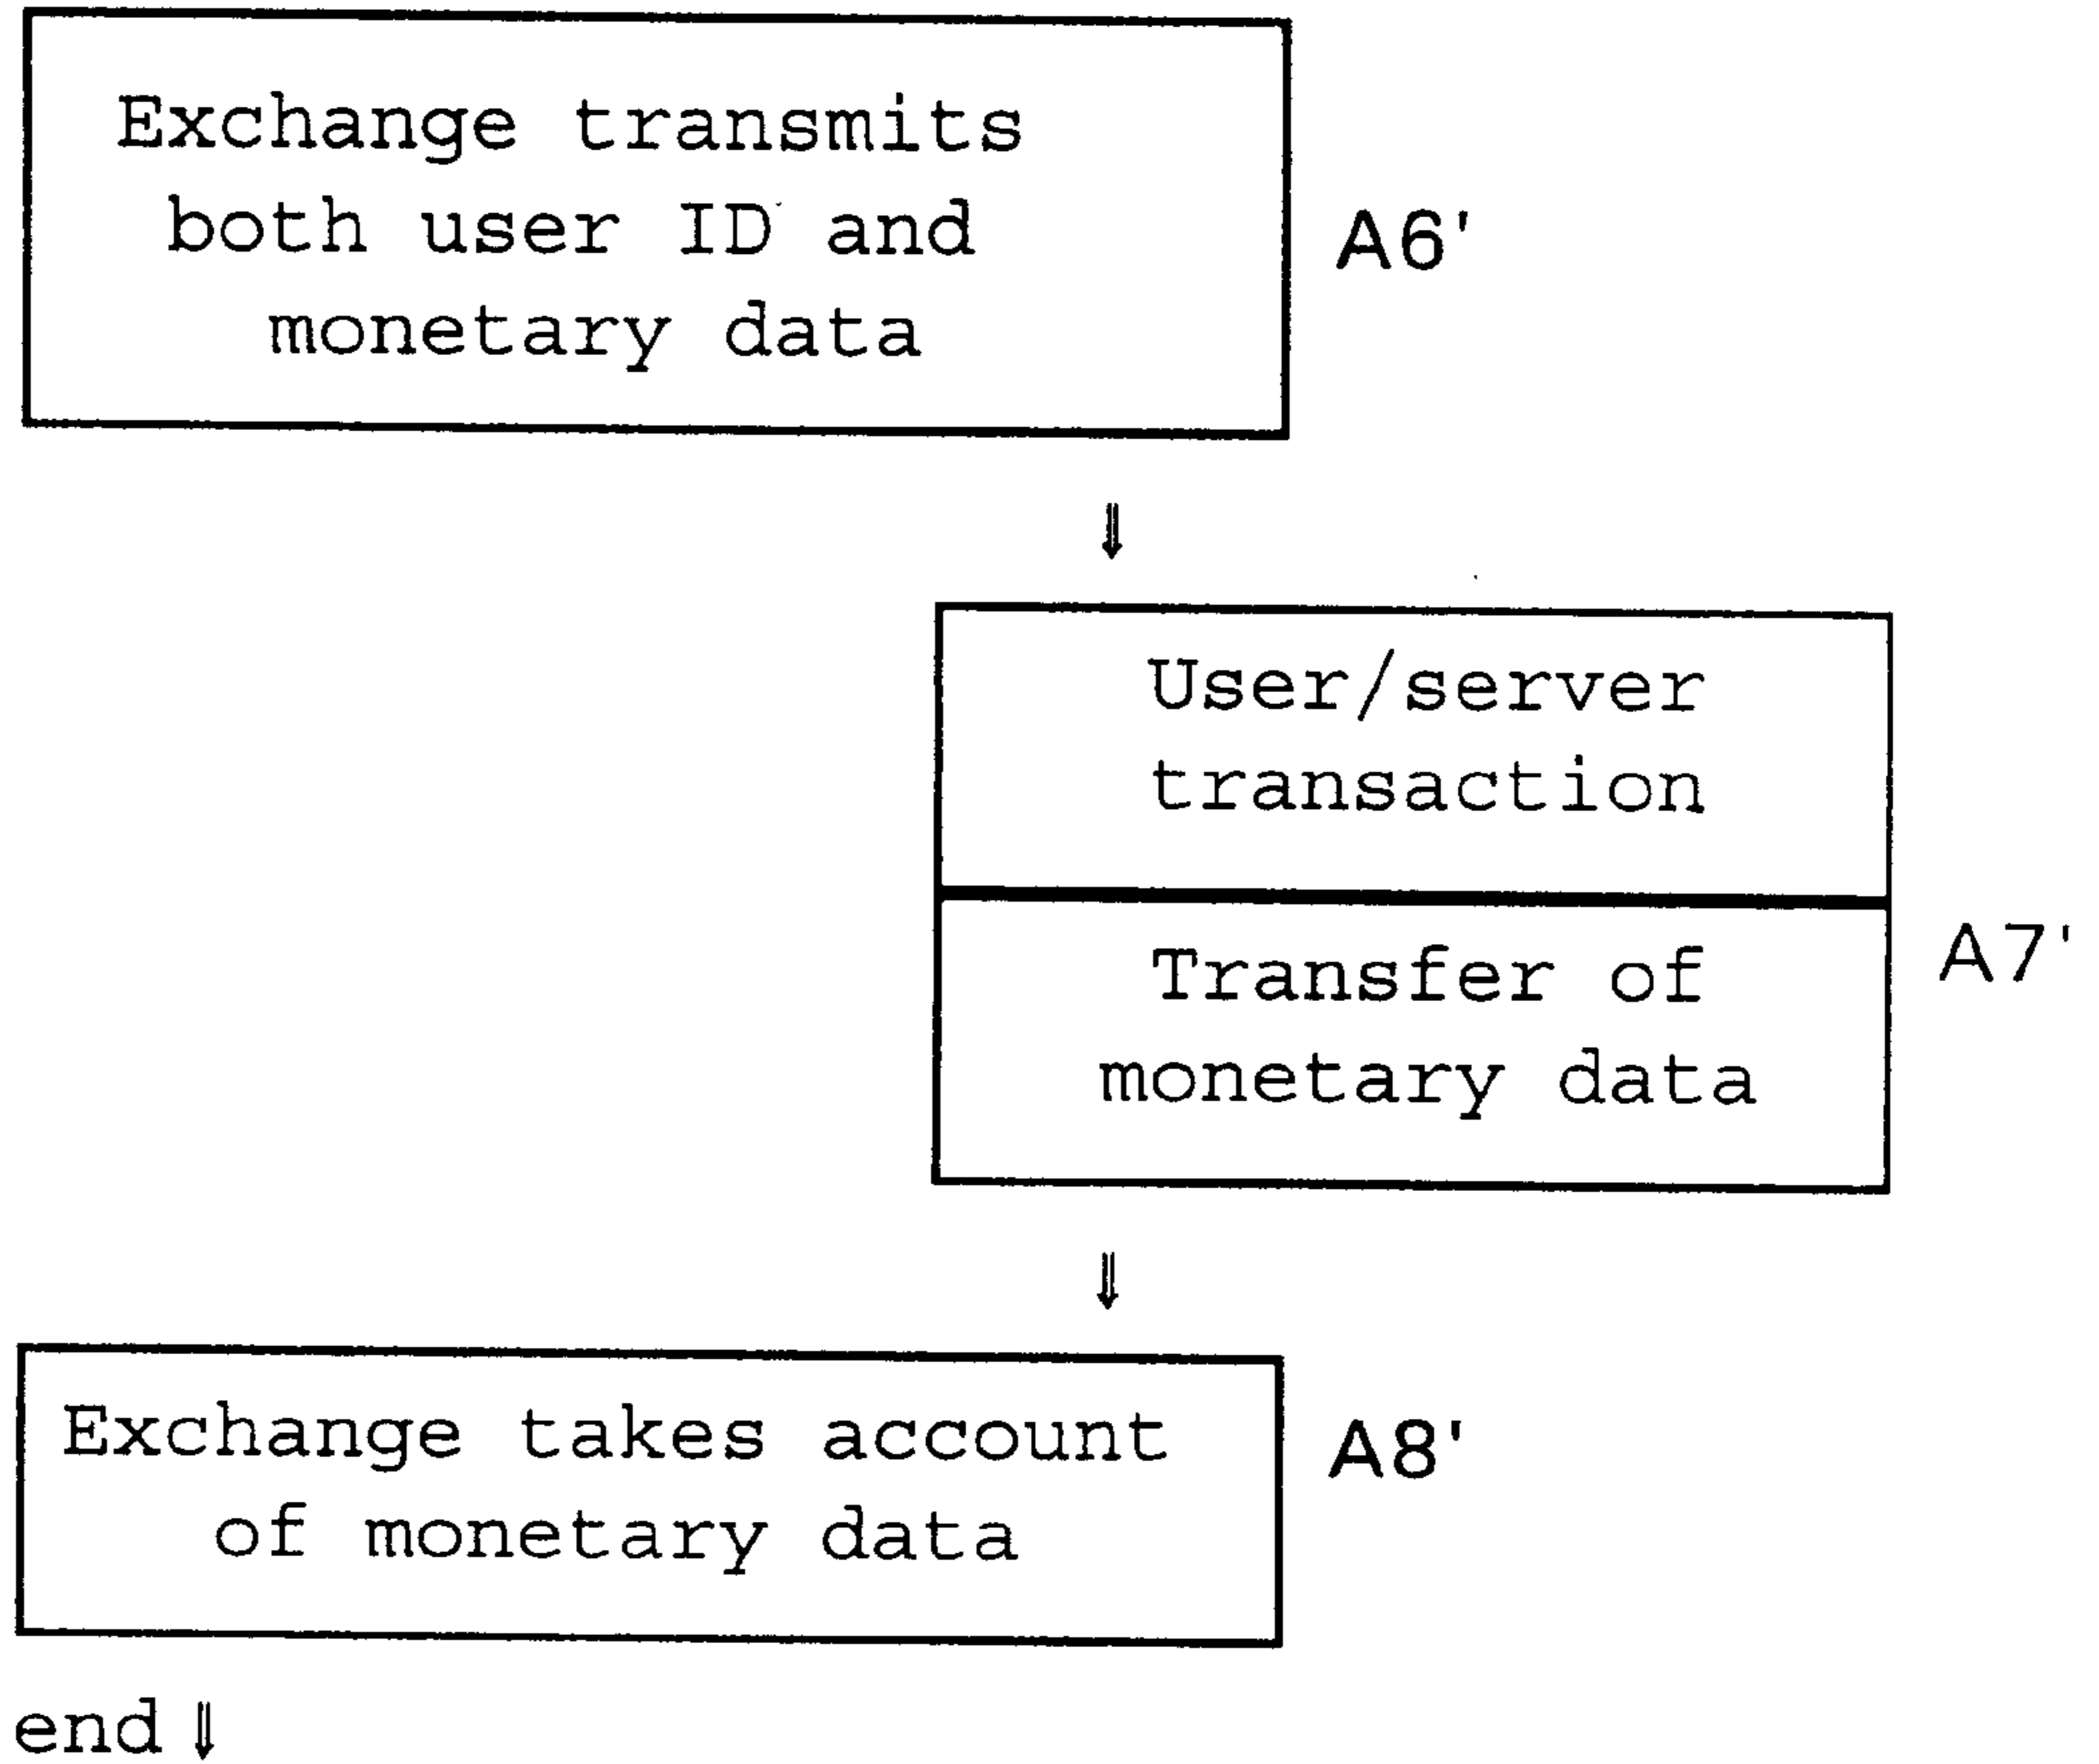 Exchange transmits
both user ID and
monetary data
A6'
⇓
User/server
transaction
Transfer of
monetary data
A7'
⇓
Exchange takes account
of monetary data
A8'
end ⇓